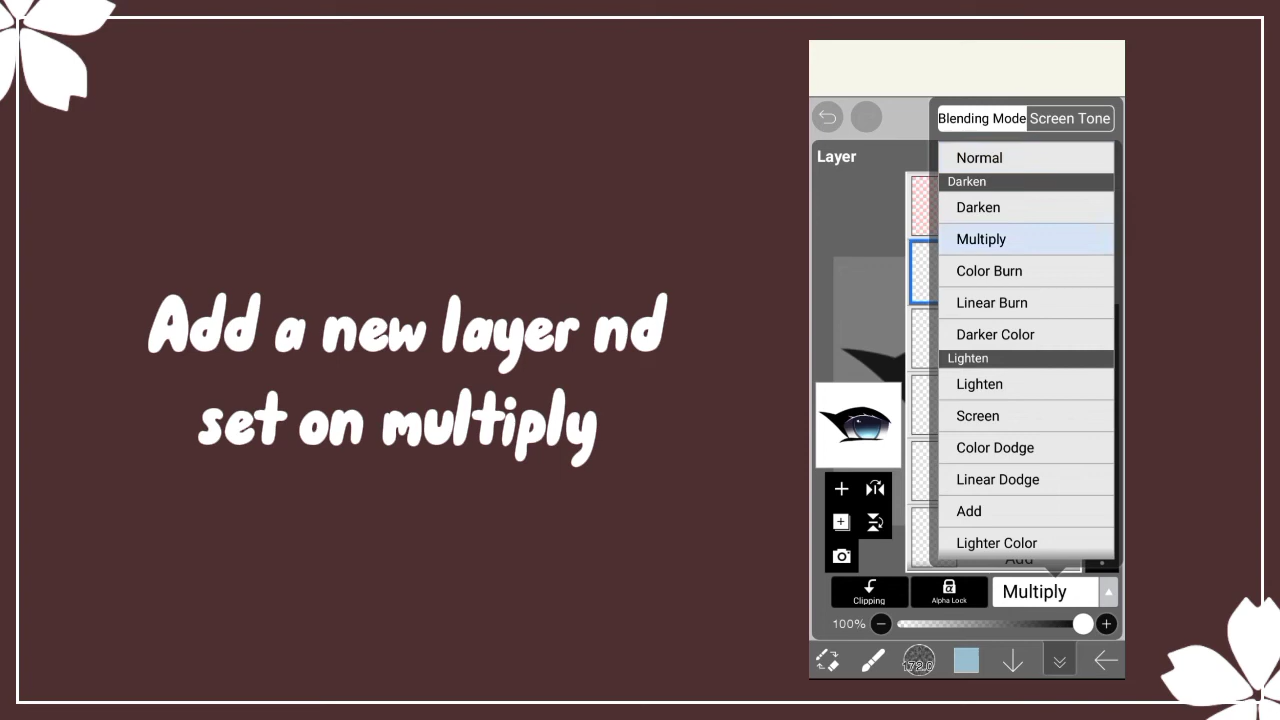 Add a new layer nd
set on multiply
Blending Mode Screen Tone
Layer
Normal
Darken
Darken
Multiply
Color Burn
Linear Burn
Darker Color
Lighten
Lighten
Screen
Color Dodge
Linear Dodge
Add
Lighter Color
Add
Clipping
Alpha Lock
Multiply
100%
172.0